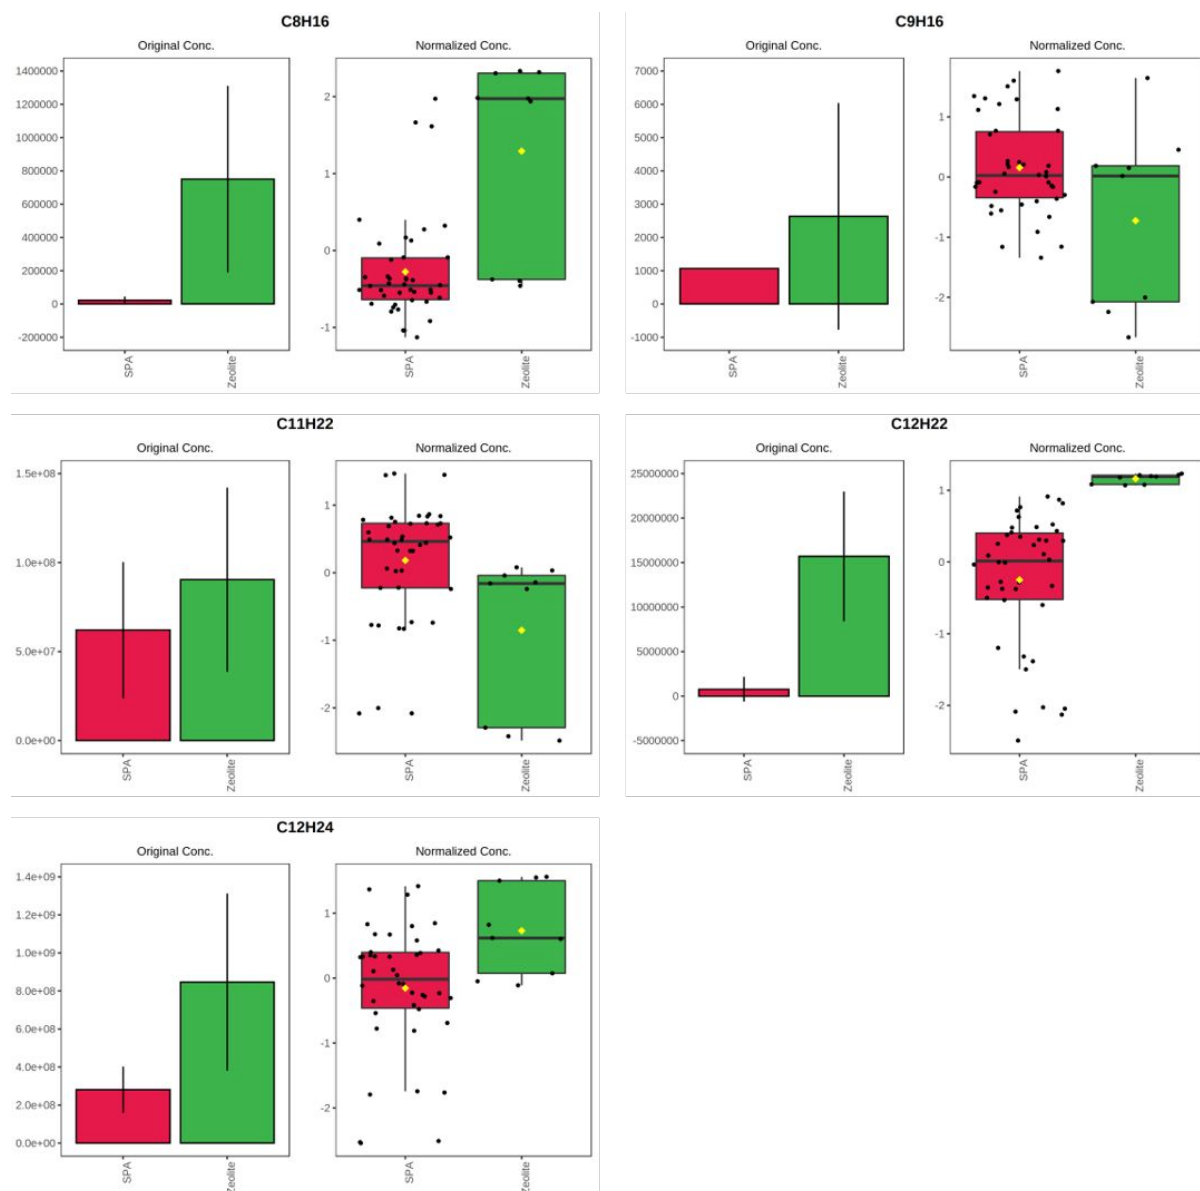 C8H16
Original Conc.
Normalized Conc.
1400000
1200000
1000000
800000
600000
400000
200000
0
-200000
SPA
Zeolite
2
1
0
-1
SPA
Zeolite
C9H16
Original Conc.
Normalized Conc.
7000
6000
5000
4000
3000
2000
1000
0
-1000
SPA
Zeolite
1
0
-1
-2
SPA
Zeolite
C11H22
Original Conc.
Normalized Conc.
1.5e+08
1.0e+08
5.0e+07
0.0e+00
SPA
Zeolite
1
0
-1
-2
SPA
Zeolite
C12H22
Original Conc.
Normalized Conc.
25000000
20000000
15000000
10000000
5000000
0
-5000000
SPA
Zeolite
1
0
-1
-2
SPA
Zeolite
C12H24
Original Conc.
Normalized Conc.
1.4e+09
1.2e+09
1.0e+09
8.0e+08
6.0e+08
4.0e+08
2.0e+08
0.0e+00
SPA
Zeolite
1
0
-1
-2
SPA
Zeolite